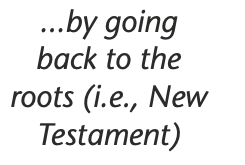 ...by going
back to the
roots (i.e., New
Testament)